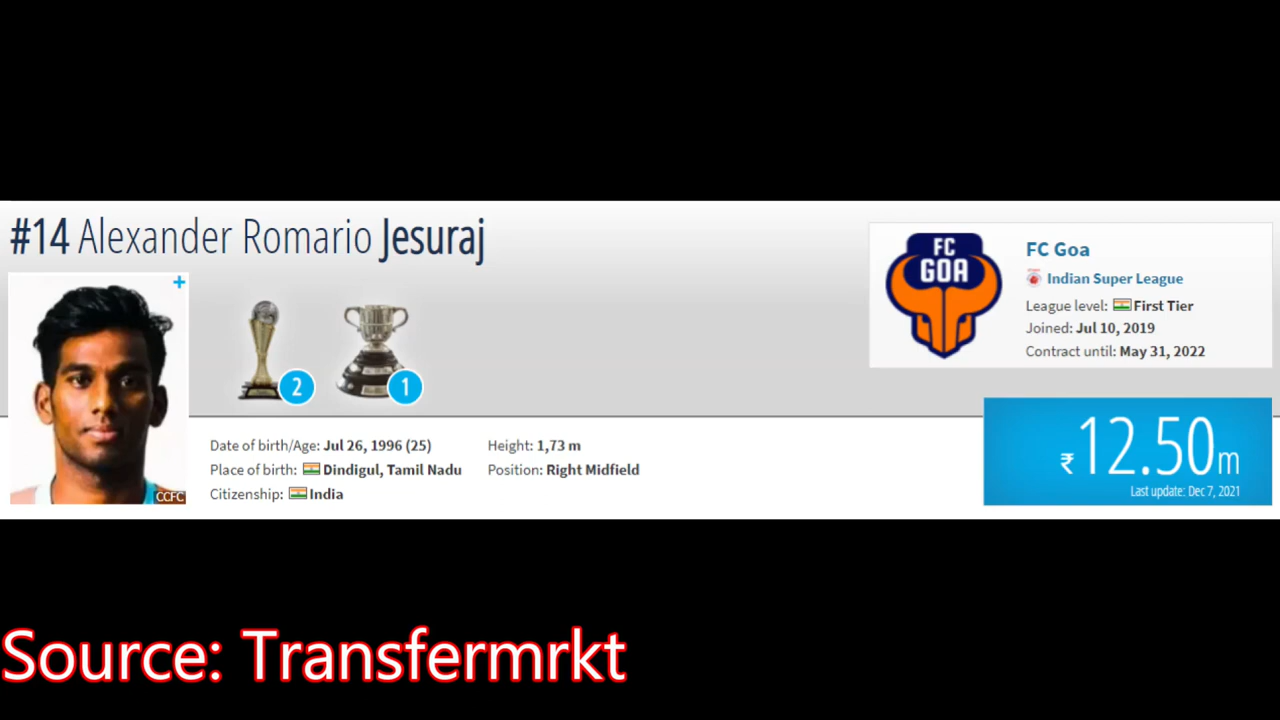 #14 Alexander Romario Jesuraj
+
CCFC
2
1
FC GOA
FC Goa
Indian Super League
League level: First Tier
Joined: Jul 10, 2019
Contract until: May 31, 2022
Date of birth/Age: Jul 26, 1996 (25)
Place of birth: Dindigul, Tamil Nadu
Citizenship: India
Height: 1,73 m
Position: Right Midfield
₹12.50m
Last update: Dec 7, 2021
Source: Transfermrkt